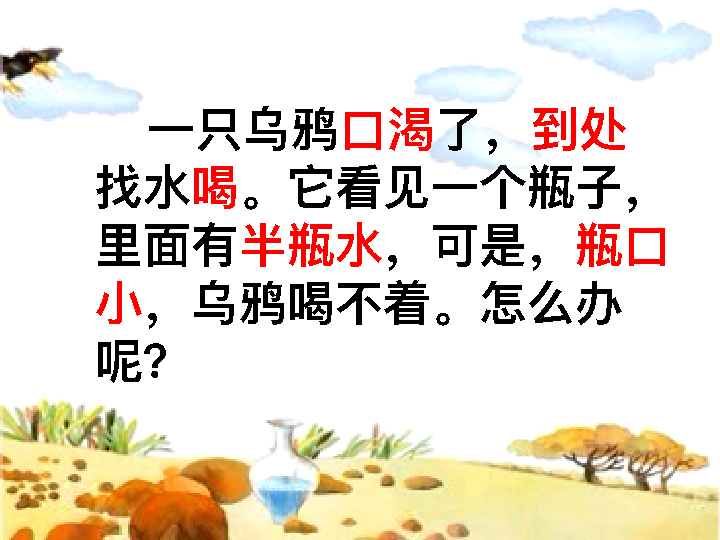 一只乌鸦口渴了，到处
找水喝。它看见一个瓶子，
里面有半瓶水，可是，瓶口
小，乌鸦喝不着。怎么办
呢？